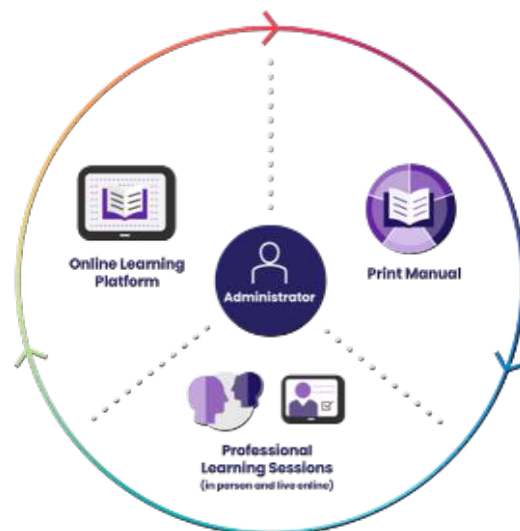 Online Learning
Platform
Administrator
Print Manual
Professional
Learning Sessions
(in person and live online)